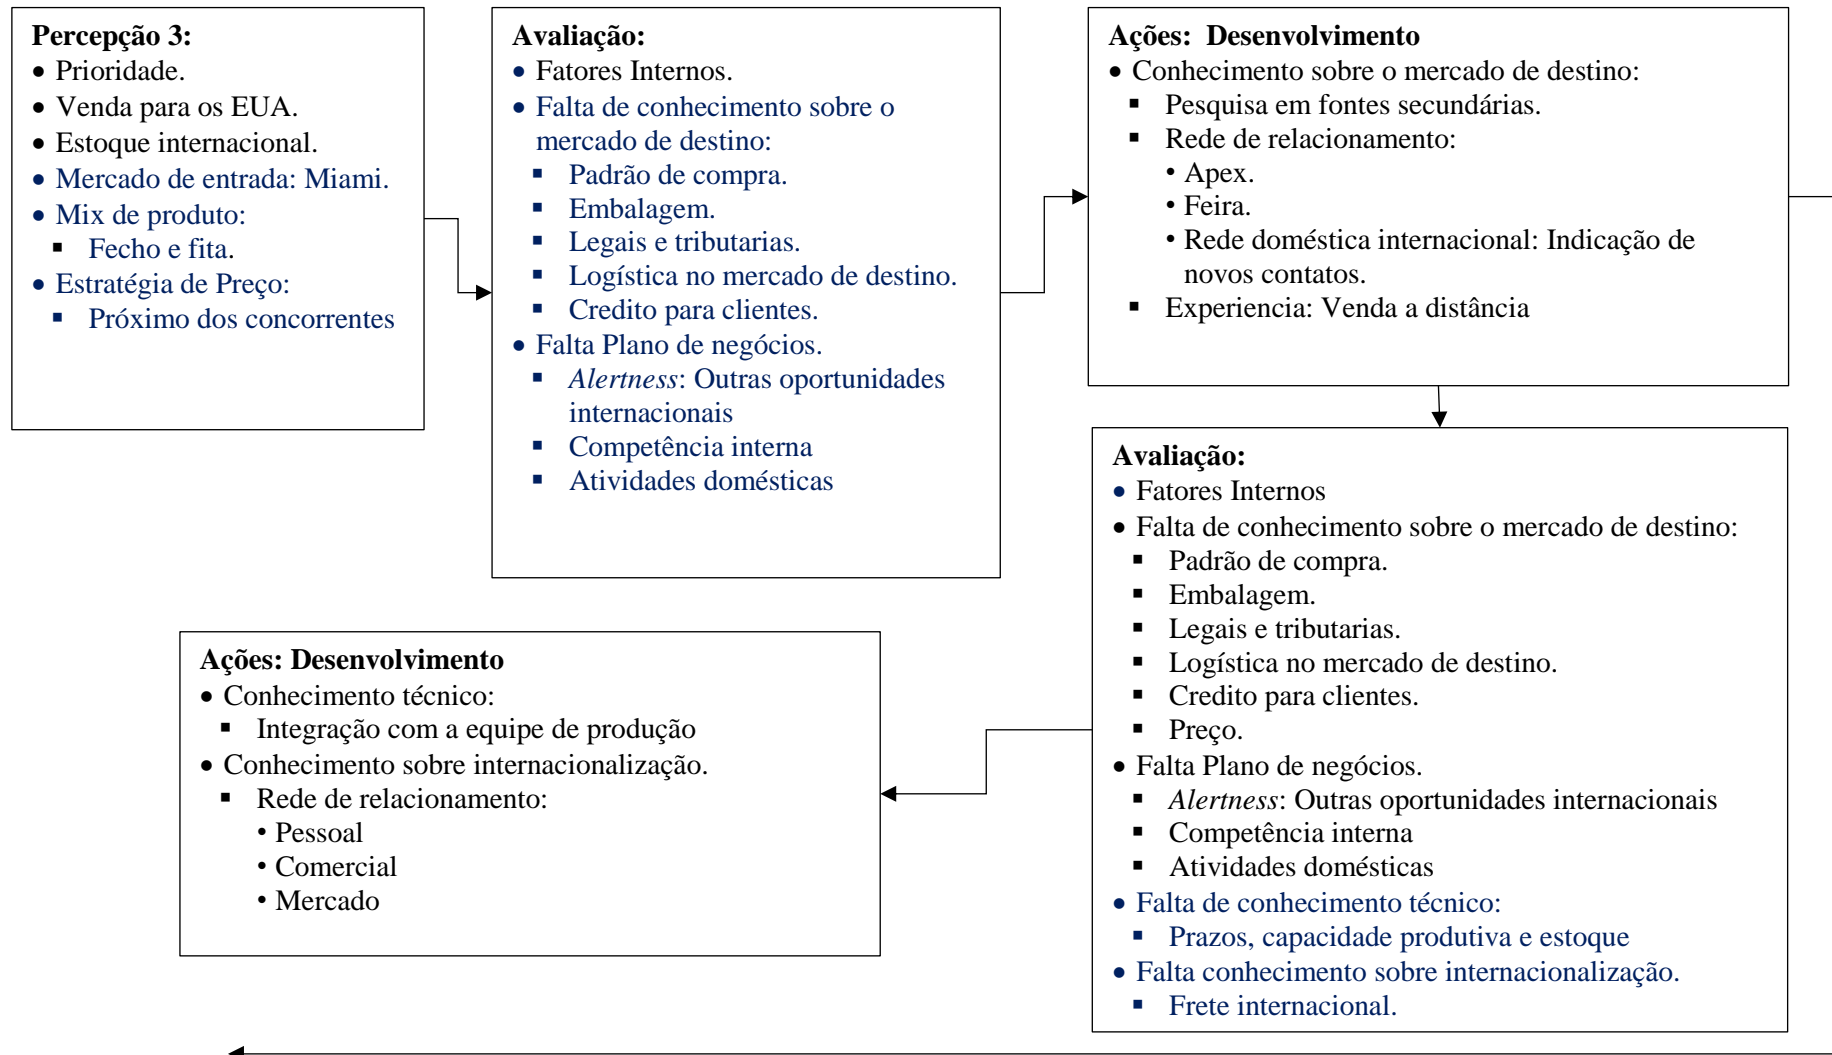 Percepção 3:
• Prioridade.
• Venda para os EUA.
• Estoque internacional.
• Mercado de entrada: Miami.
• Mix de produto:
▪ Fecho e fita.
• Estratégia de Preço:
▪ Próximo dos concorrentes
Avaliação:
• Fatores Internos.
• Falta de conhecimento sobre o
mercado de destino:
▪ Padrão de compra.
▪ Embalagem.
▪ Legais e tributarias.
▪ Logística no mercado de destino.
▪ Credito para clientes.
• Falta Plano de negócios.
▪ Alertness: Outras oportunidades
internacionais
▪ Competência interna
▪ Atividades domésticas
Ações: Desenvolvimento
• Conhecimento sobre o mercado de destino:
▪ Pesquisa em fontes secundárias.
▪ Rede de relacionamento:
• Apex.
• Feira.
• Rede doméstica internacional: Indicação de
novos contatos.
▪ Experiencia: Venda a distância
Avaliação:
• Fatores Internos
• Falta de conhecimento sobre o mercado de destino:
▪ Padrão de compra.
▪ Embalagem.
▪ Legais e tributarias.
▪ Logística no mercado de destino.
▪ Credito para clientes.
▪ Preço.
• Falta Plano de negócios.
▪ Alertness: Outras oportunidades internacionais
▪ Competência interna
▪ Atividades domésticas
• Falta de conhecimento técnico:
▪ Prazos, capacidade produtiva e estoque
• Falta conhecimento sobre internacionalização.
▪ Frete internacional.
Ações: Desenvolvimento
• Conhecimento técnico:
▪ Integração com a equipe de produção
• Conhecimento sobre internacionalização.
▪ Rede de relacionamento:
• Pessoal
• Comercial
• Mercado